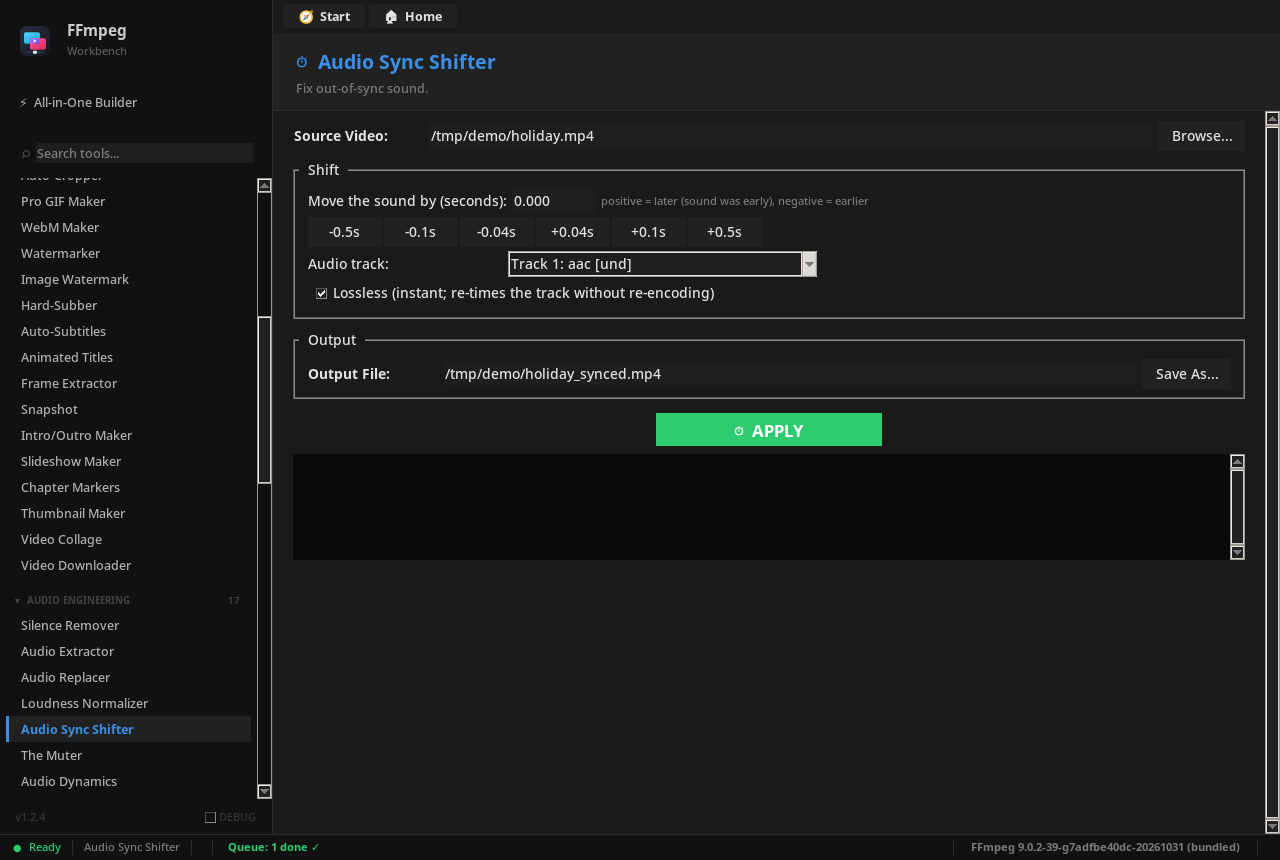 FFmpeg
Workbench
⚡ All-in-One Builder
Search tools...
Auto-Cropper
Pro GIF Maker
WebM Maker
Watermarker
Image Watermark
Hard-Subber
Auto-Subtitles
Animated Titles
Frame Extractor
Snapshot
Intro/Outro Maker
Slideshow Maker
Chapter Markers
Thumbnail Maker
Video Collage
Video Downloader
AUDIO ENGINEERING 17
Silence Remover
Audio Extractor
Audio Replacer
Loudness Normalizer
Audio Sync Shifter
The Muter
Audio Dynamics
v1.2.4 DEBUG
Start Home
Audio Sync Shifter
Fix out-of-sync sound.
Source Video: /tmp/demo/holiday.mp4 Browse...
Shift
Move the sound by (seconds): 0.000 positive = later (sound was early), negative = earlier
-0.5s -0.1s -0.04s +0.04s +0.1s +0.5s
Audio track: Track 1: aac [und]
Lossless (instant; re-times the track without re-encoding)
Output
Output File: /tmp/demo/holiday_synced.mp4 Save As...
APPLY
Ready Audio Sync Shifter Queue: 1 done ✓ FFmpeg 9.0.2-39-g7adfbe40dc-20261031 (bundled)